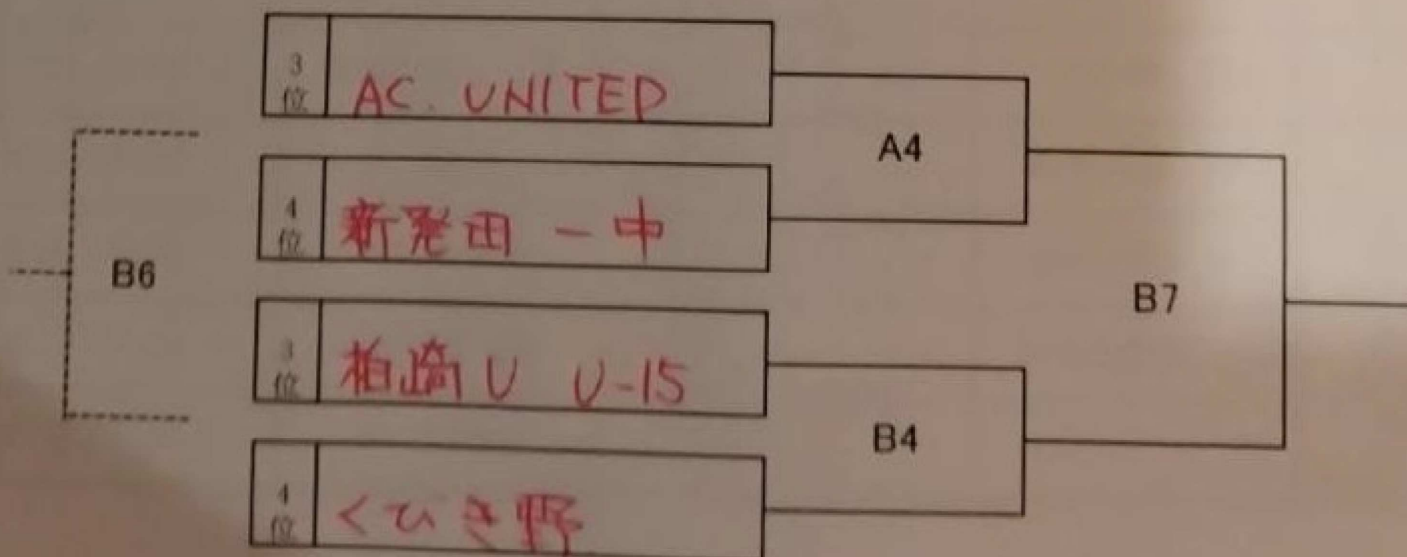 3位 AC. UNITED
A4
4位 新発田一中
B6
B7
3位 柏崎U U-15
B4
4位 くびき野